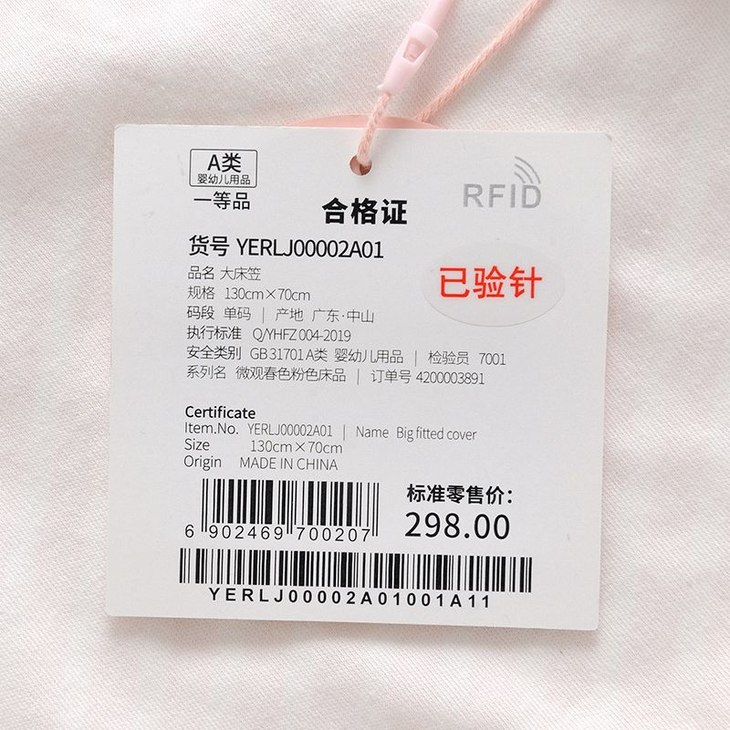 A类
婴幼儿用品
一等品
合格证
RFID
货号 YERLJ00002A01
已验针
品名 大床笠
规格 130cm×70cm
码段 单码 | 产地 广东·中山
执行标准 Q/YHFZ 004-2019
安全类别 GB 31701 A类 婴幼儿用品 | 检验员 7001
系列名 微观春色粉色床品 | 订单号 4200003891
Certificate
Item.No. YERLJ00002A01 | Name Big fitted cover
Size 130cm×70cm
Origin MADE IN CHINA
标准零售价:
298.00
6 902469 700207
YERLJ00002A01001A11